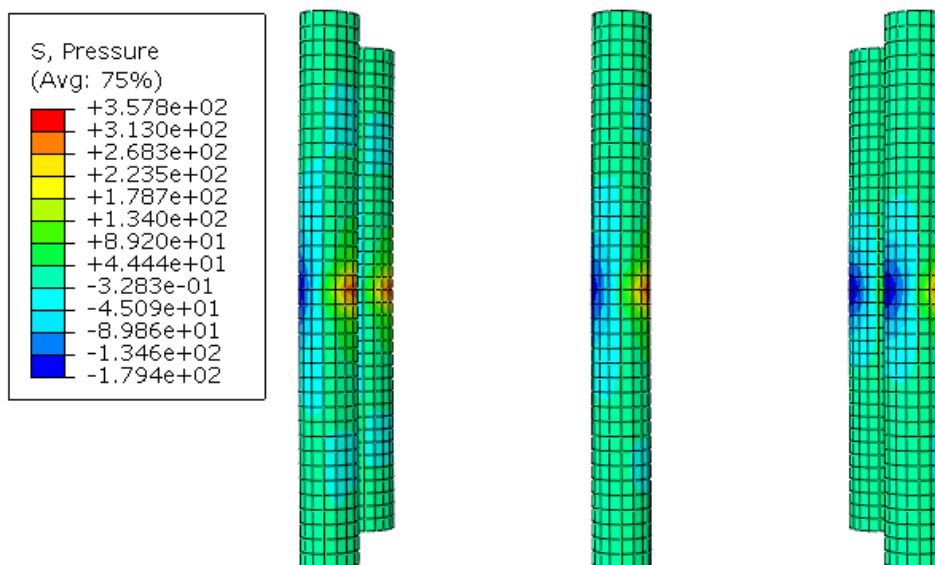 S, Pressure
(Avg: 75%)
+3.578e+02
+3.130e+02
+2.683e+02
+2.235e+02
+1.787e+02
+1.340e+02
+8.920e+01
+4.444e+01
-3.283e-01
-4.509e+01
-8.986e+01
-1.346e+02
-1.794e+02